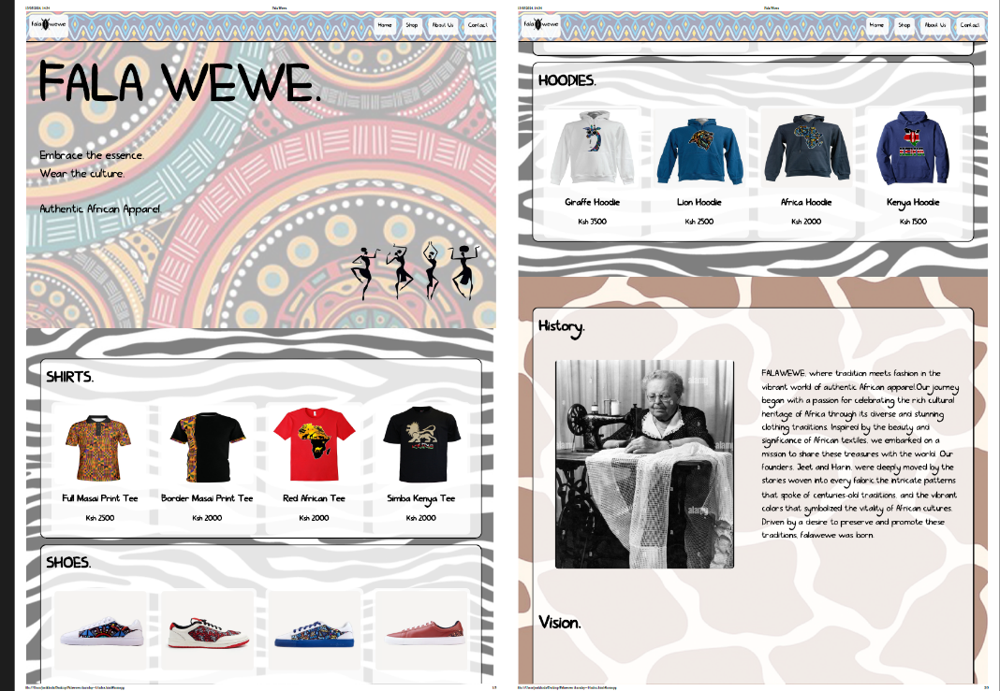 Fala Wewe
fala wewe
Home
Shop
About Us
Contact
FALA WEWE.
Embrace the essence.
Wear the culture.
Authentic African Apparel
SHIRTS.
Full Masai Print Tee
Ksh 2500
Border Masai Print Tee
Ksh 2000
Red African Tee
Ksh 2000
Simba Kenya Tee
Ksh 2000
SHOES.
Fala Wewe
fala wewe
Home
Shop
About Us
Contact
HOODIES.
Giraffe Hoodie
Ksh 3500
Lion Hoodie
Ksh 2500
Africa Hoodie
Ksh 2000
Kenya Hoodie
Ksh 1500
History.
alamy
alamy
alamy
alamy
FALAWEWE, where tradition meets fashion in the
vibrant world of authentic African apparel.Our journey
began with a passion for celebrating the rich cultural
heritage of Africa through its diverse and stunning
clothing traditions. Inspired by the beauty and
significance of African textiles, we embarked on a
mission to share these treasures with the world. Our
founders, Jeet and Harin, were deeply moved by the
stories woven into every fabric,the intricate patterns
that spoke of centuries-old traditions, and the vibrant
colors that symbolized the vitality of African cultures.
Driven by a desire to preserve and promote these
traditions, falawewe was born.
Vision.